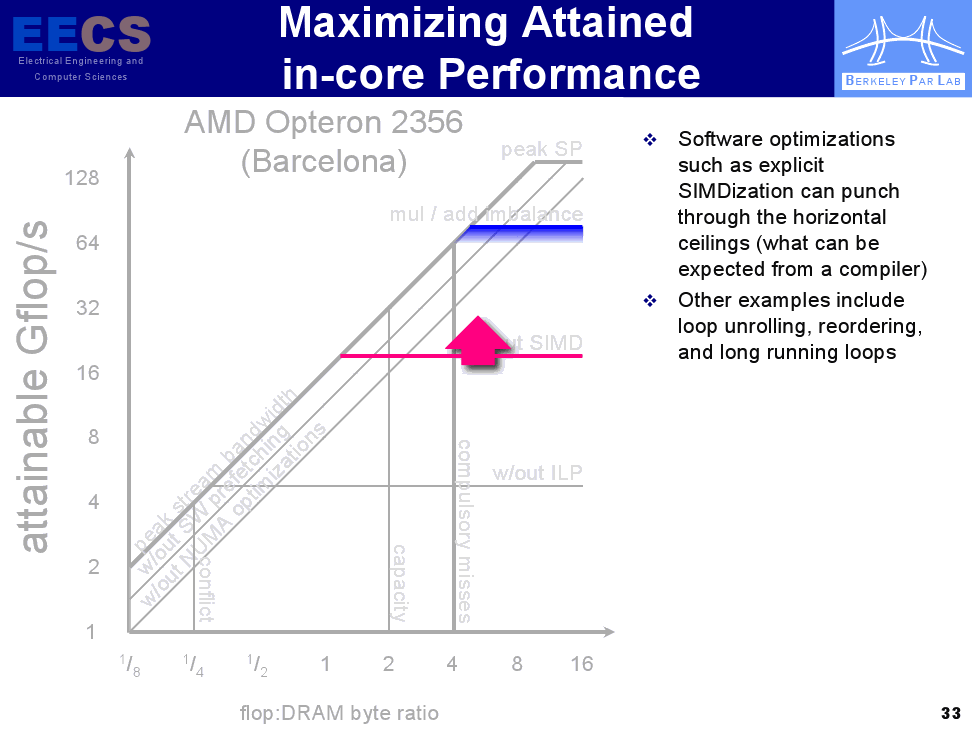 EECS
Electrical Engineering and
Computer Sciences
Maximizing Attained
in-core Performance
BERKELEY PAR LAB
AMD Opteron 2356
(Barcelona)
attainable Gflop/s
128
64
32
16
8
4
2
1
peak SP
mul / add imbalance
ut SIMD
w/out ILP
peak stream bandwidth
w/out SW prefetching
w/out NUMA optimizations
conflict
capacity
compulsory misses
1/8
1/4
1/2
1
2
4
8
16
flop:DRAM byte ratio
❖ Software optimizations
such as explicit
SIMDization can punch
through the horizontal
ceilings (what can be
expected from a compiler)
❖ Other examples include
loop unrolling, reordering,
and long running loops
33